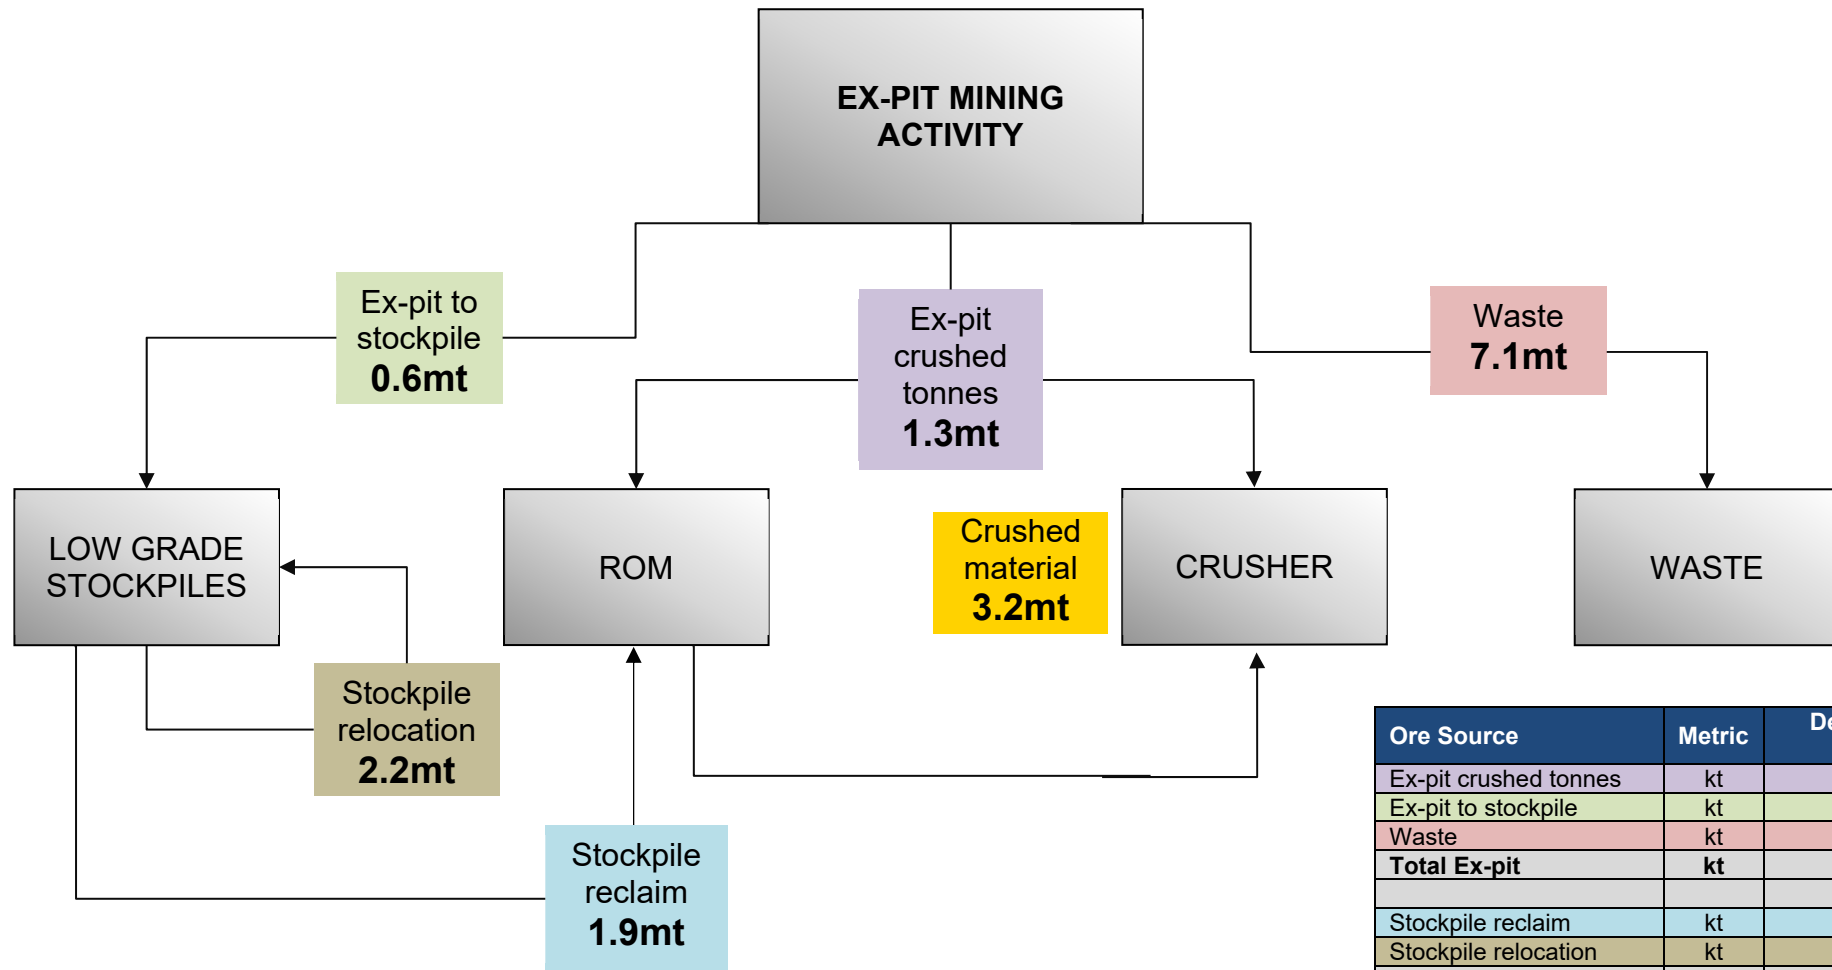 EX-PIT MINING
ACTIVITY
Ex-pit to
stockpile
0.6mt
Ex-pit
crushed
tonnes
1.3mt
Waste
7.1mt
LOW GRADE
STOCKPILES
ROM
Crushed
material
3.2mt
CRUSHER
WASTE
Stockpile
relocation
2.2mt
Stockpile
reclaim
1.9mt
Ore Source Metric
Ex-pit crushed tonnes kt
Ex-pit to stockpile kt
Waste kt
Total Ex-pit kt
Stockpile reclaim kt
Stockpile relocation kt